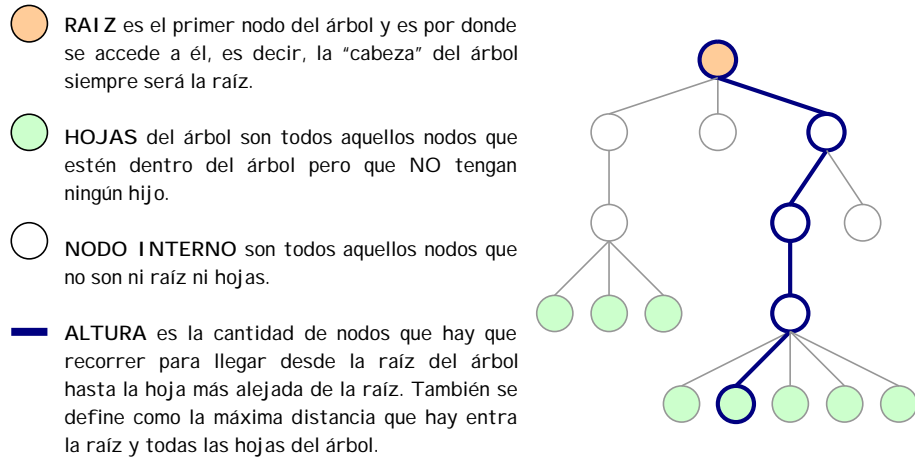 RAIZ es el primer nodo del árbol y es por donde
se accede a él, es decir, la “cabeza” del árbol
siempre será la raíz.
HOJAS del árbol son todos aquellos nodos que
estén dentro del árbol pero que NO tengan
ningún hijo.
NODO INTERNO son todos aquellos nodos que
no son ni raíz ni hojas.
ALTURA es la cantidad de nodos que hay que
recorrer para llegar desde la raíz del árbol
hasta la hoja más alejada de la raíz. También se
define como la máxima distancia que hay entra
la raíz y todas las hojas del árbol.